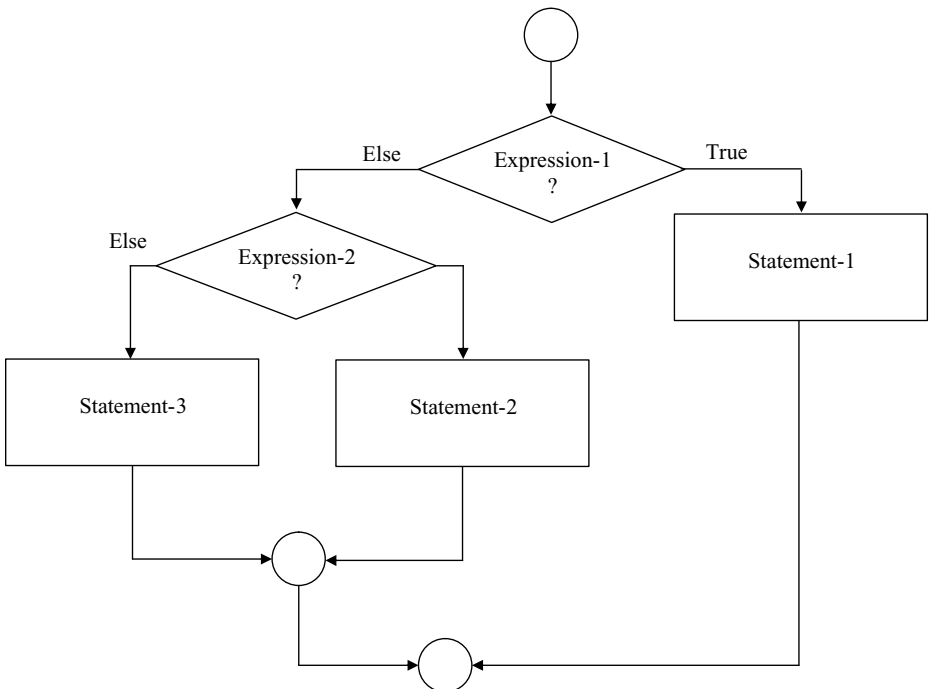 Else
Expression-1
?
True
Else
Expression-2
?
Statement-1
Statement-3
Statement-2